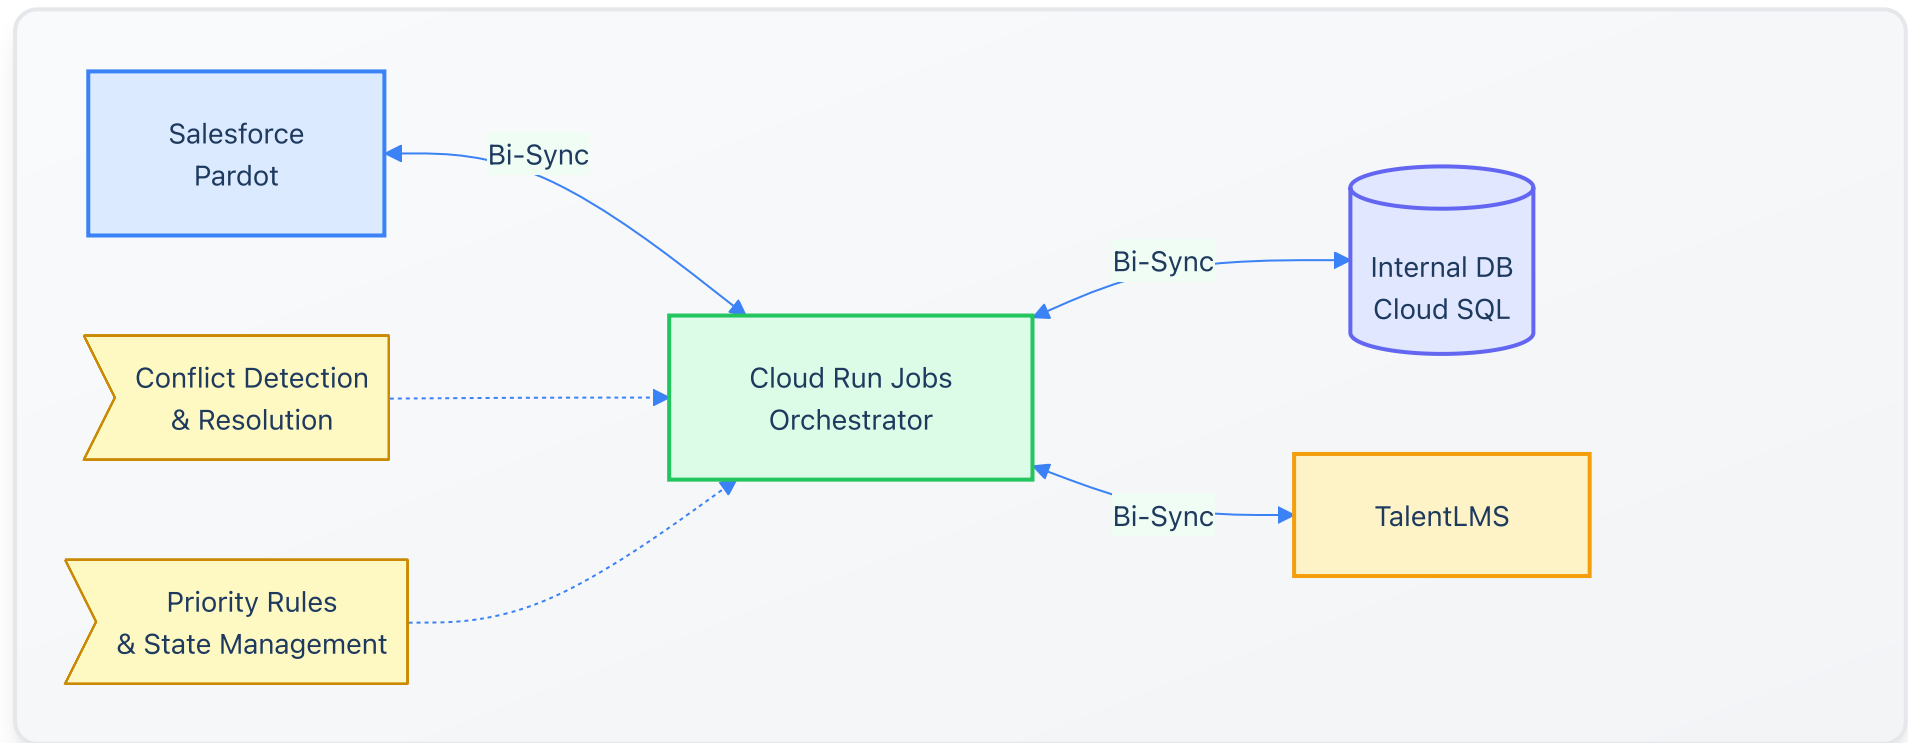 Salesforce
Pardot
Bi-Sync
Bi-Sync
Internal DB
Cloud SQL
Conflict Detection
& Resolution
Cloud Run Jobs
Orchestrator
Bi-Sync
TalentLMS
Priority Rules
& State Management